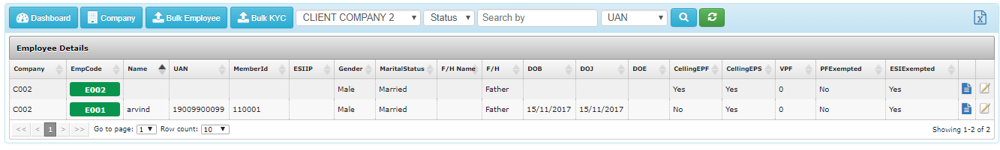 Dashboard Company Bulk Employee Bulk KYC CLIENT COMPANY 2 Status Search by UAN
Employee Details
Company EmpCode Name UAN MemberId ESIIP Gender MaritalStatus F/H Name F/H DOB DOJ DOE CellingEPF CellingEPS VPF PFExempted ESIExempted
C002 E002 Male Married Father Yes Yes 0 No Yes
C002 E001 arvind 19009900099 110001 Male Married Father 15/11/2017 15/11/2017 No Yes 0 No Yes
<< < 1 > >> Go to page: 1 Row count: 10 Showing 1-2 of 2